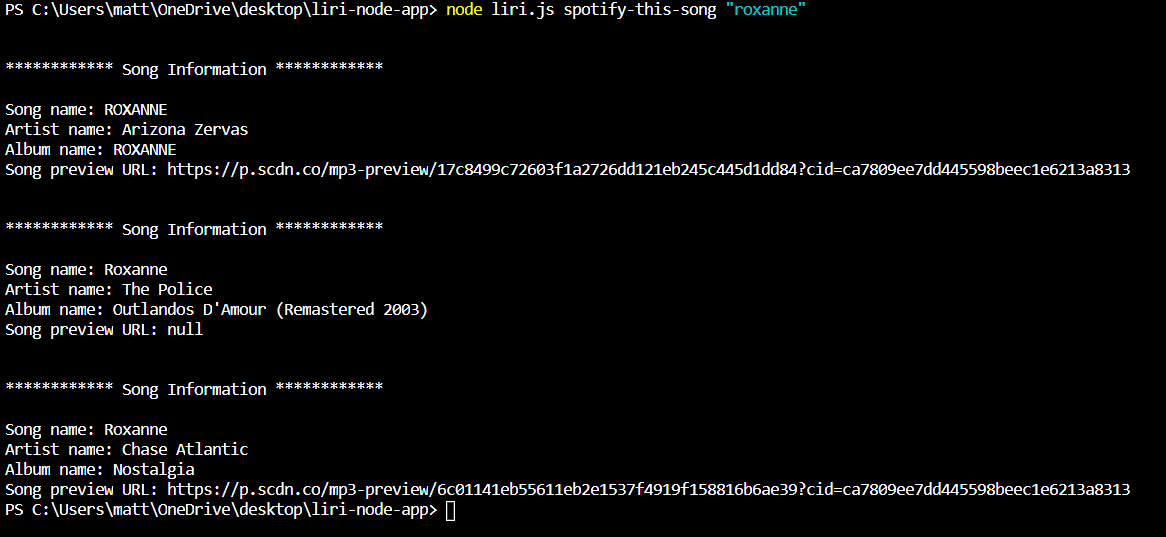 PS C:\Users\matt\OneDrive\desktop\liri-node-app> node liri.js spotify-this-song "roxanne"
************ Song Information ************
Song name: ROXANNE
Artist name: Arizona Zervas
Album name: ROXANNE
Song preview URL: https://p.scdn.co/mp3-preview/17c8499c72603f1a2726dd121eb245c445d1dd84?cid=ca7809ee7dd445598beec1e6213a8313
************ Song Information ************
Song name: Roxanne
Artist name: The Police
Album name: Outlandos D'Amour (Remastered 2003)
Song preview URL: null
************ Song Information ************
Song name: Roxanne
Artist name: Chase Atlantic
Album name: Nostalgia
Song preview URL: https://p.scdn.co/mp3-preview/6c01141eb55611eb2e1537f4919f158816b6ae39?cid=ca7809ee7dd445598beec1e6213a8313
PS C:\Users\matt\OneDrive\desktop\liri-node-app>